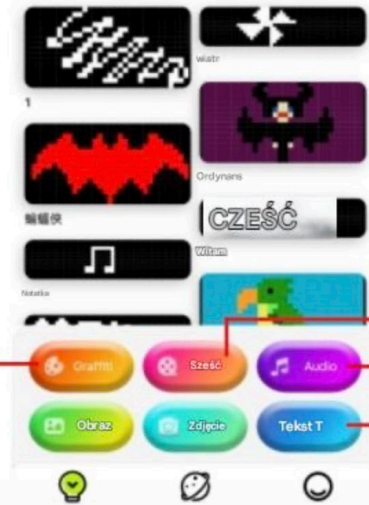 wiatr
1
Ordynans
蝙蝠侠
CZEŚĆ
Witam
Notatka
Graffiti
Sześć
Audio
Obraz
Zdjęcie
Tekst T